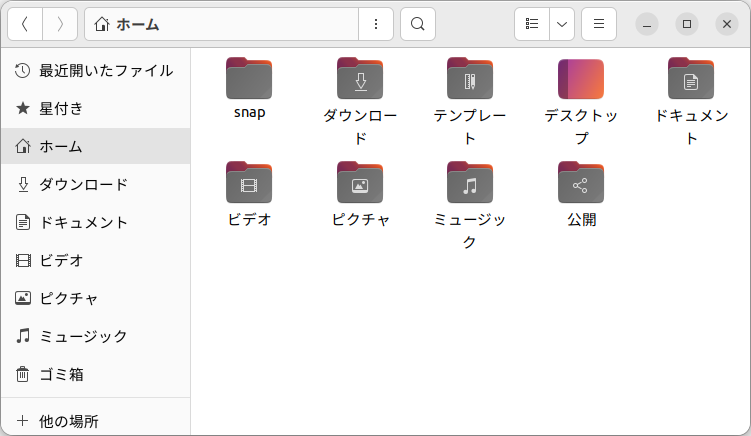 ホーム
最近開いたファイル
星付き
ホーム
ダウンロード
ドキュメント
ビデオ
ピクチャ
ミュージック
ゴミ箱
他の場所
snap
ダウンロー
ド
テンプレー
ト
デスクトッ
プ
ドキュメン
ト
ビデオ
ピクチャ
ミュージッ
ク
公開